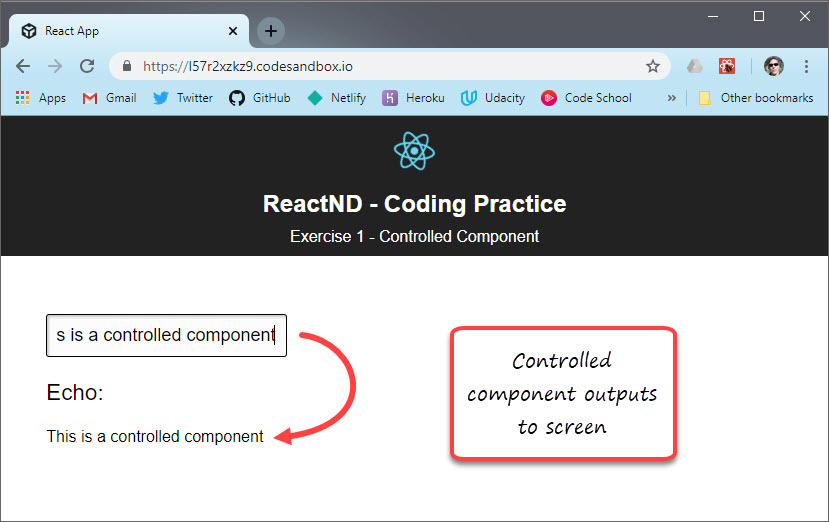 React App
https://l57r2xzkz9.codesandbox.io
Apps Gmail Twitter GitHub Netlify Heroku Udacity Code School » Other bookmarks
ReactND - Coding Practice
Exercise 1 - Controlled Component
s is a controlled component
Echo:
This is a controlled component
Controlled
component outputs
to screen